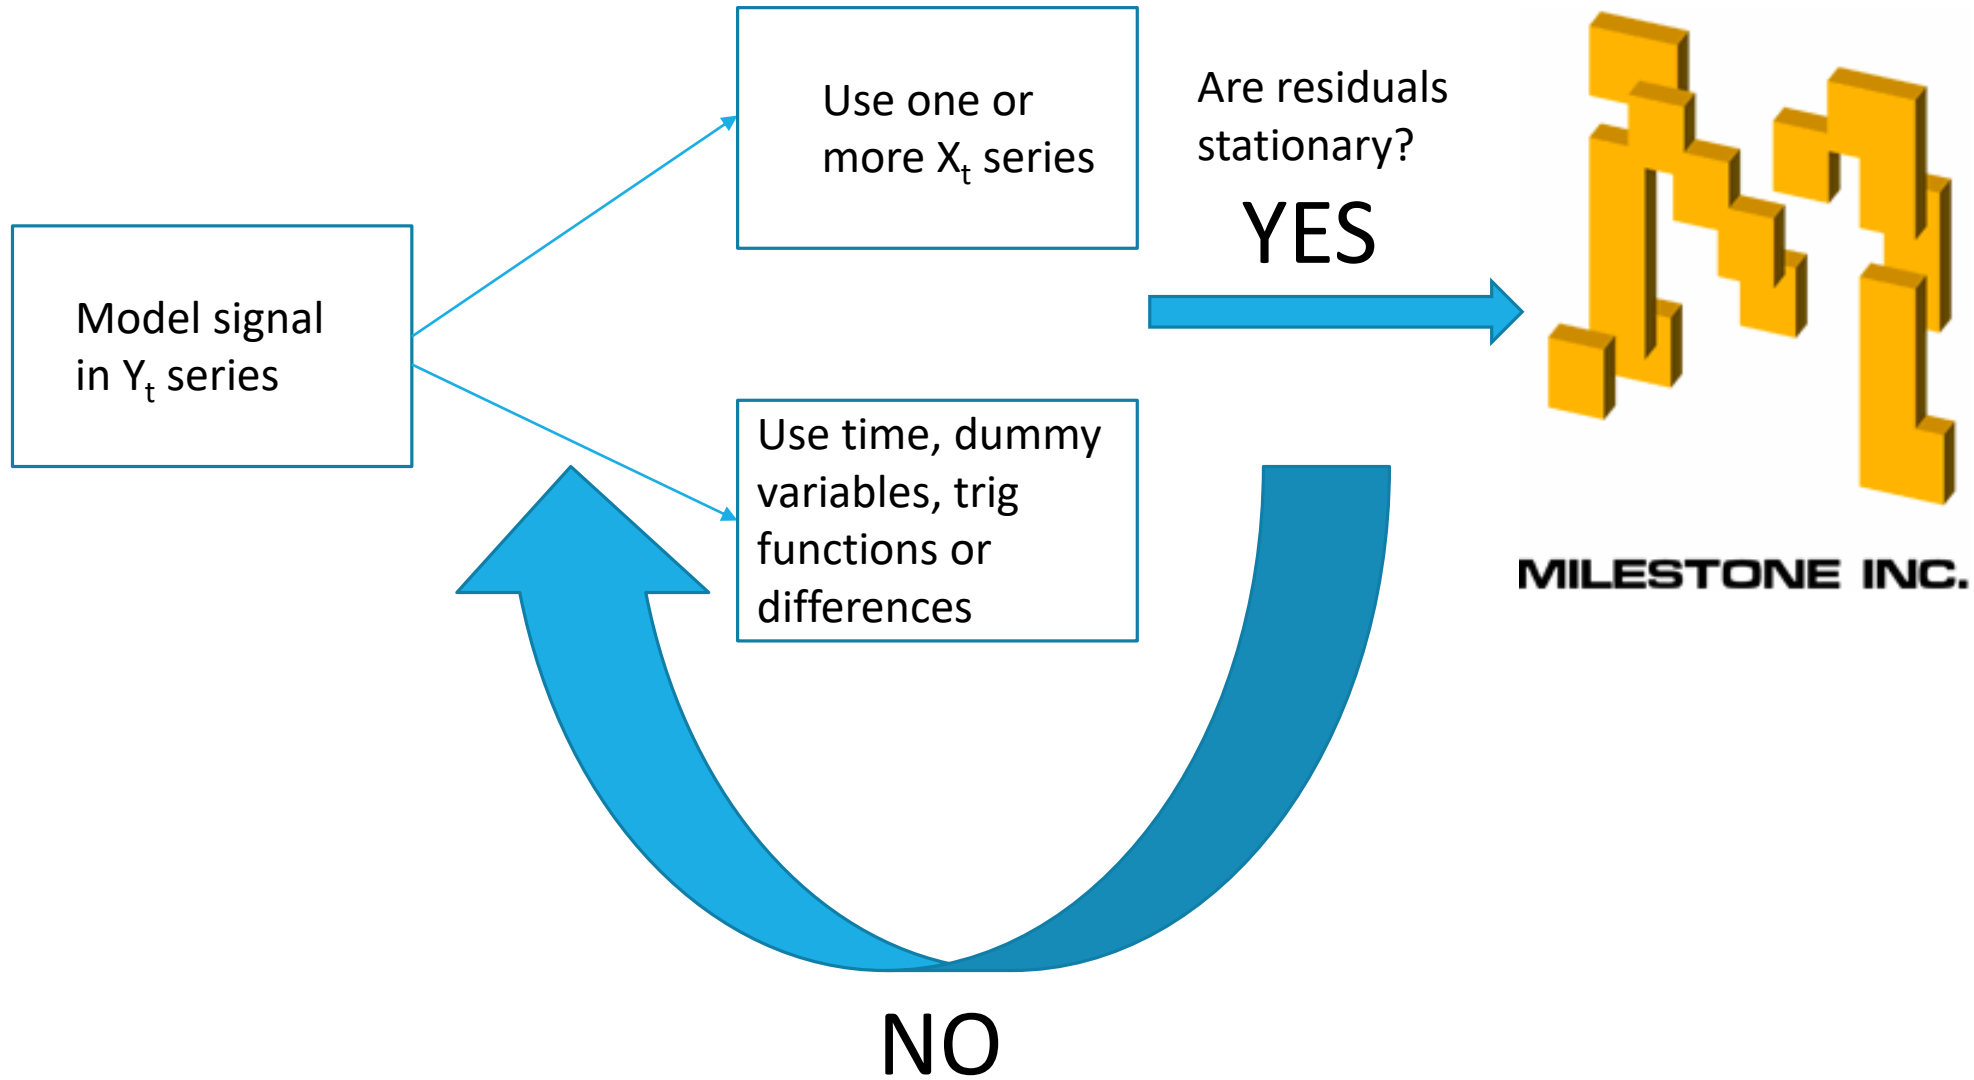 Model signal
in Yₜ series
Use one or
more Xₜ series
Use time, dummy
variables, trig
functions or
differences
Are residuals
stationary?
YES
MILESTONE INC.
NO